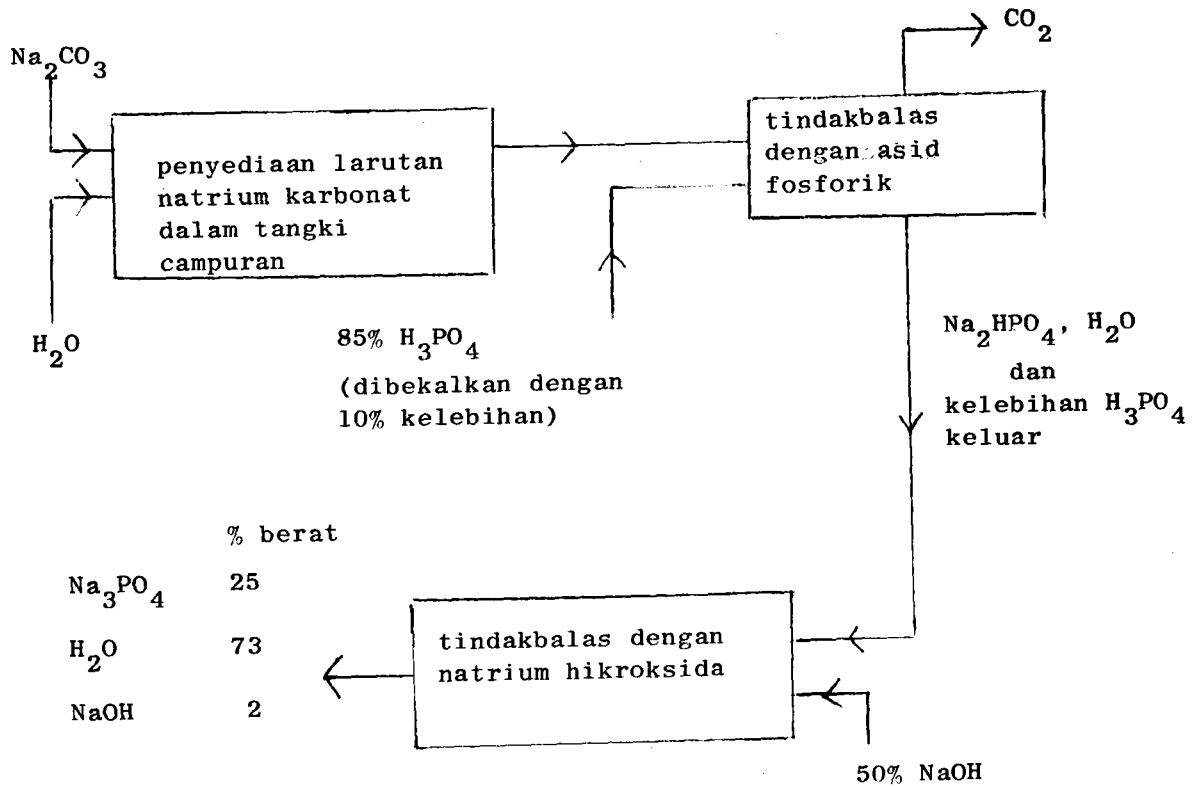 CO₂
Na₂CO₃
penyediaan larutan
natrium karbonat
dalam tangki
campuran
tindakbalas
dengan asid
fosforik
H₂O
85% H₃PO₄
(dibekalkan dengan
10% kelebihan)
Na₂HPO₄, H₂O
dan
kelebihan H₃PO₄
keluar
% berat
Na₃PO₄ 25
H₂O 73
NaOH 2
tindakbalas dengan
natrium hikroksida
50% NaOH